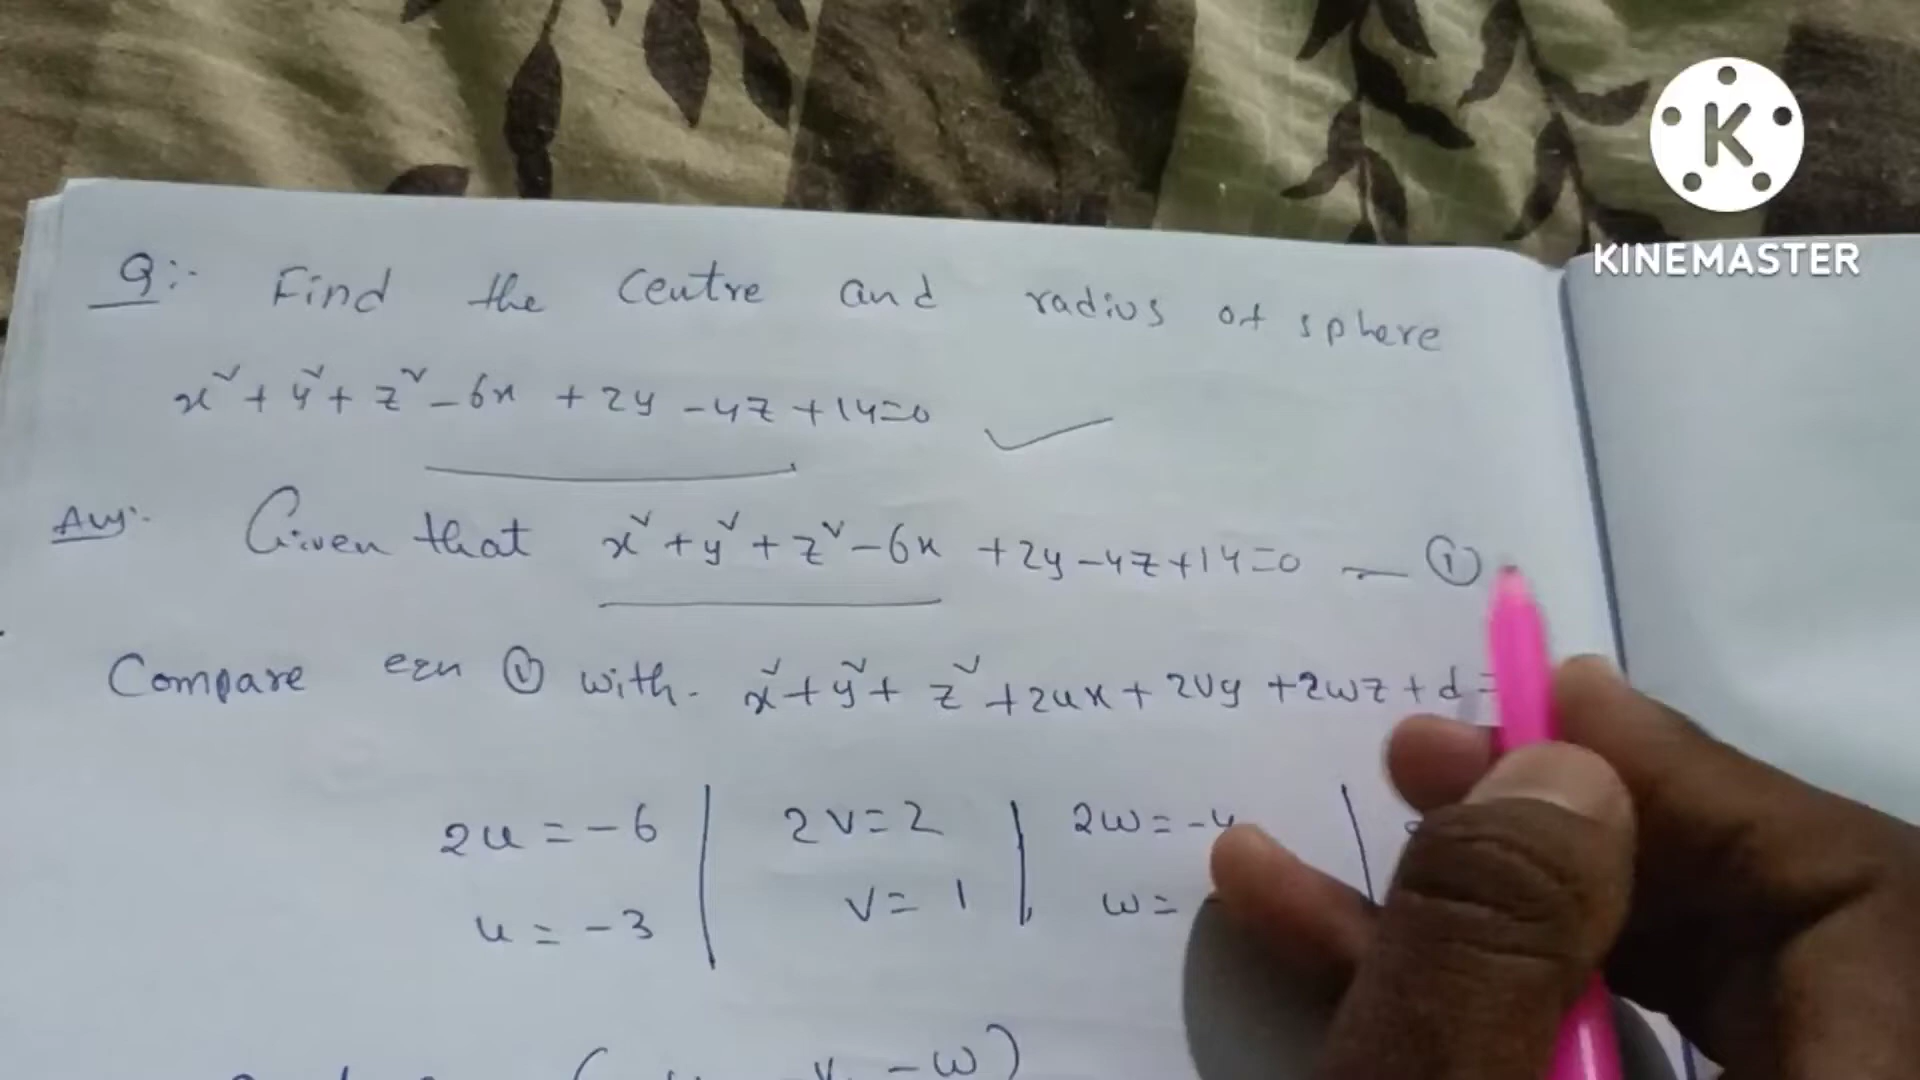 K
KINEMASTER
Q:- Find the centre and radius of sphere
x² + y² + z² - 6x + 2y - 4z + 14 = 0
Ans:- Given that x² + y² + z² - 6x + 2y - 4z + 14 = 0 — ①
Compare eqn ① with - x² + y² + z² + 2ux + 2vy + 2wz + d =
2u = -6 | 2v = 2 | 2w = -4 |
u = -3 | v = 1 | w =
-w)